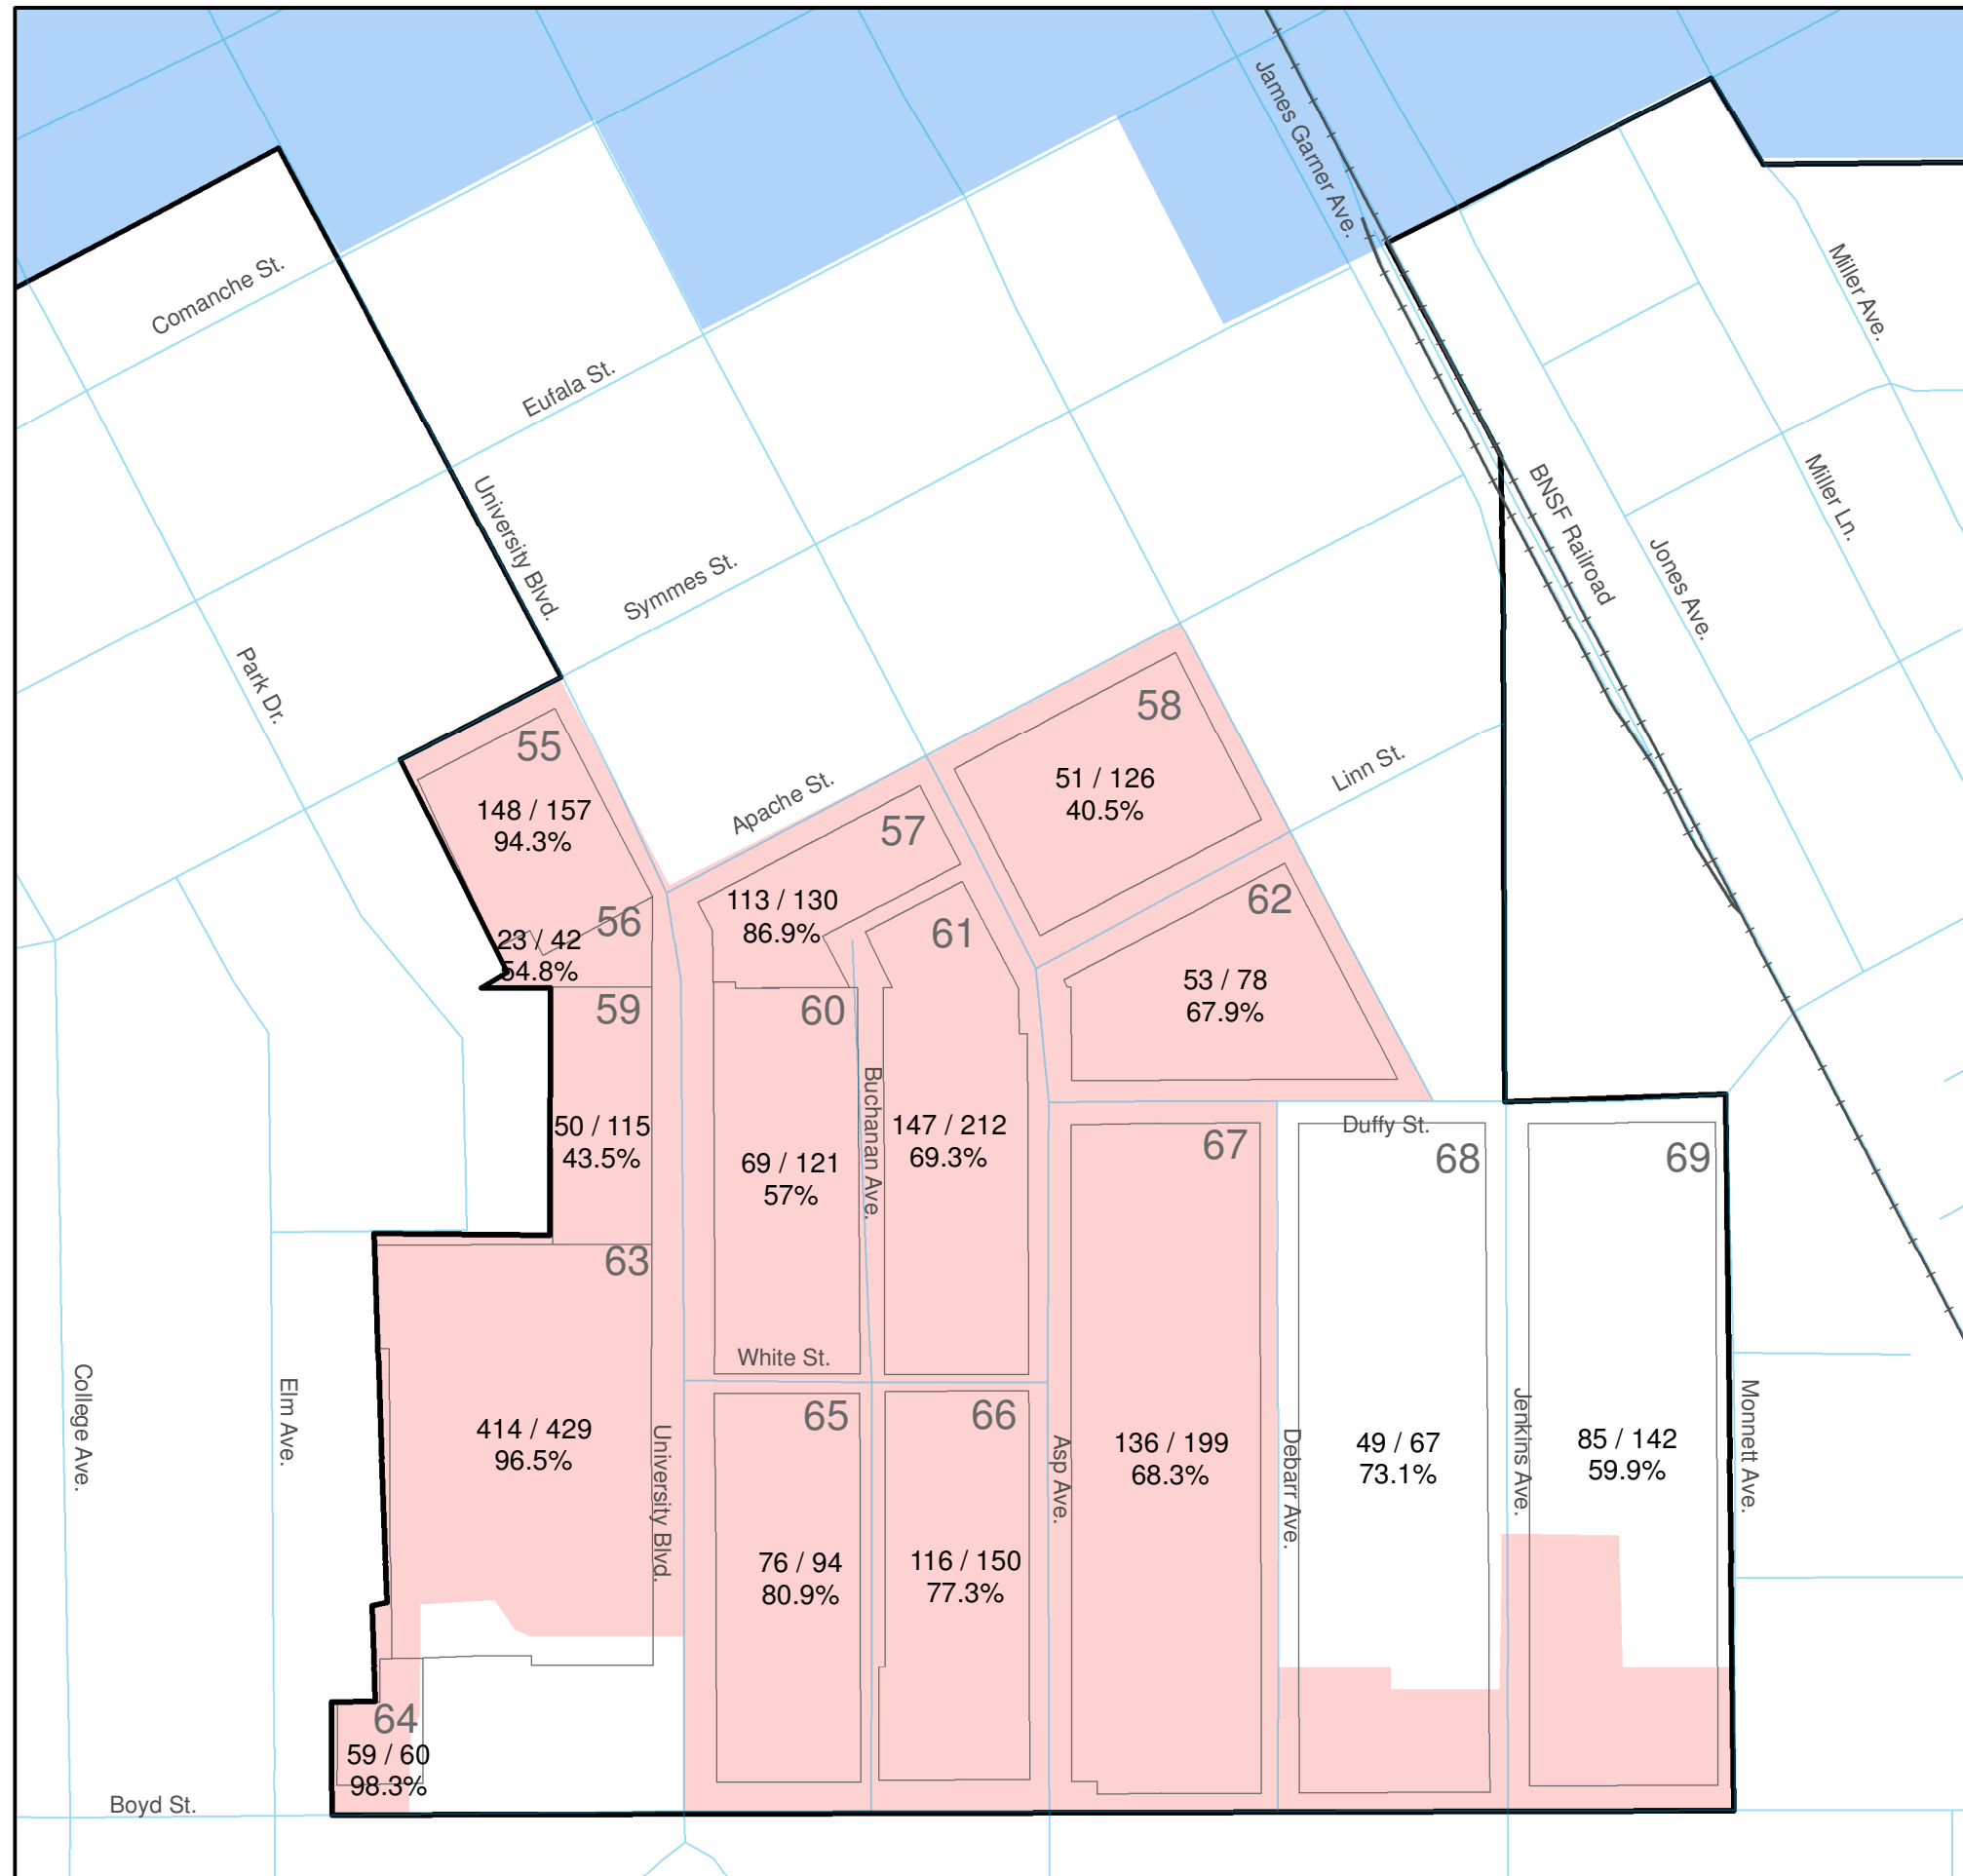 James Garner Ave.
Comanche St.
Miller Ave.
Eufala St.
University Blvd.
BNSF Railroad
Miller Ln.
Jones Ave.
Symmes St.
Park Dr.
58
55
Linn St.
51 / 126
40.5%
Apache St.
148 / 157
94.3%
57
62
113 / 130
86.9%
56
61
23 / 42
54.8%
53 / 78
67.9%
59
60
Buchanan Ave.
50 / 115
43.5%
147 / 212
69.3%
Duffy St.
67
68
69
69 / 121
57%
63
White St.
College Ave.
Elm Ave.
414 / 429
96.5%
University Blvd.
65
66
Asp Ave.
136 / 199
68.3%
Debarr Ave.
49 / 67
73.1%
Jenkins Ave.
85 / 142
59.9%
Monnett Ave.
76 / 94
80.9%
116 / 150
77.3%
64
59 / 60
98.3%
Boyd St.